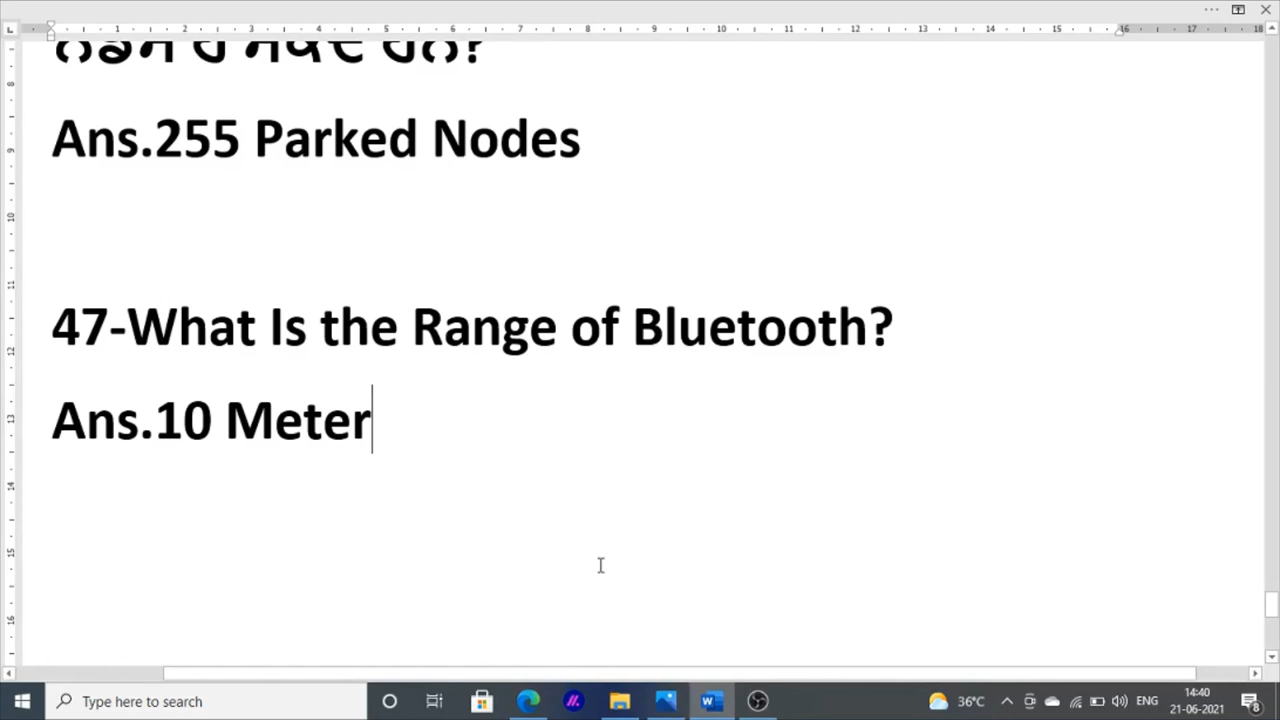 Ans.255 Parked Nodes
47-What Is the Range of Bluetooth?
Ans.10 Meter
Type here to search
36°C
ENG
14:40
21-06-2021
8